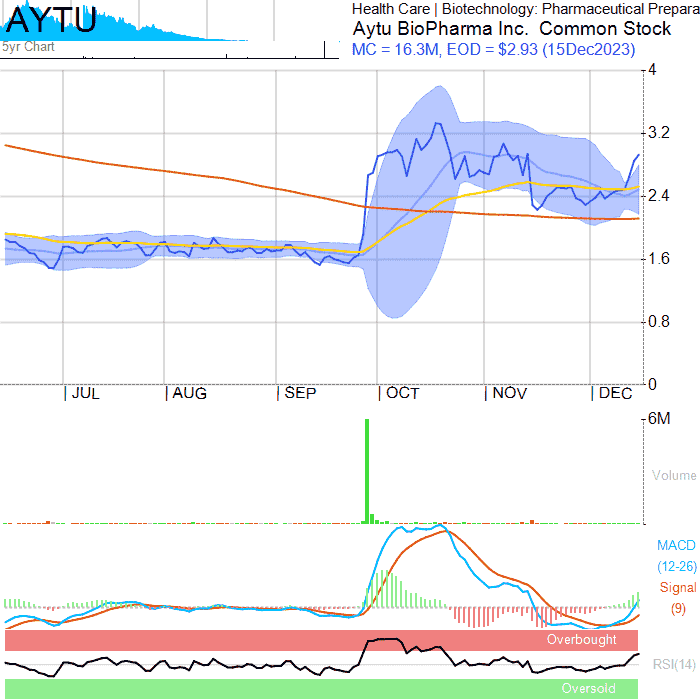 AYTU
5yr Chart
Health Care | Biotechnology: Pharmaceutical Prepara
Aytu BioPharma Inc. Common Stock
MC = 16.3M, EOD = $2.93 (15Dec2023)
4
3.2
2.4
1.6
0.8
0
JUL AUG SEP OCT NOV DEC
6M
Volume
MACD
(12-26)
Signal
(9)
Overbought
RSI(14)
Oversold